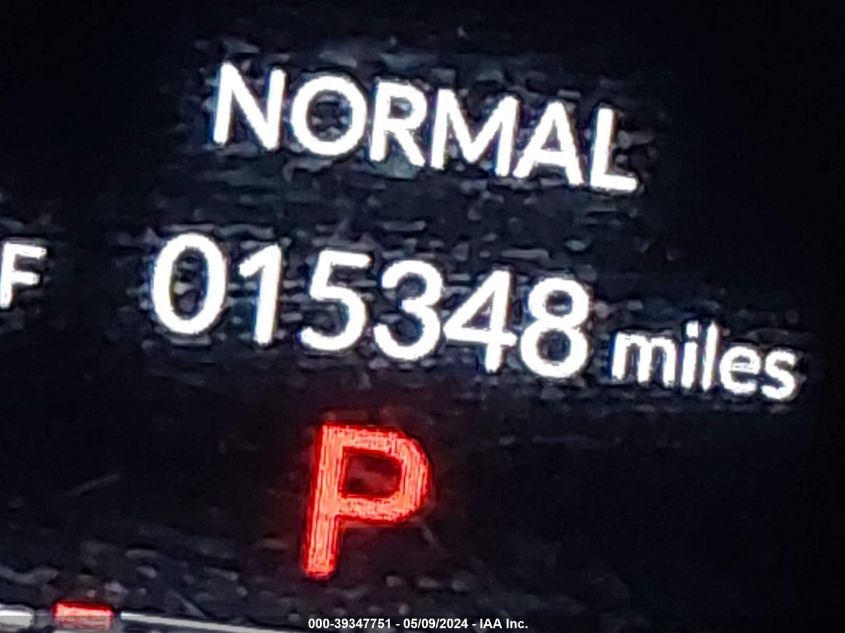 NORMAL
F
015348 miles
P
000-39347751 - 05/09/2024 - IAA Inc.